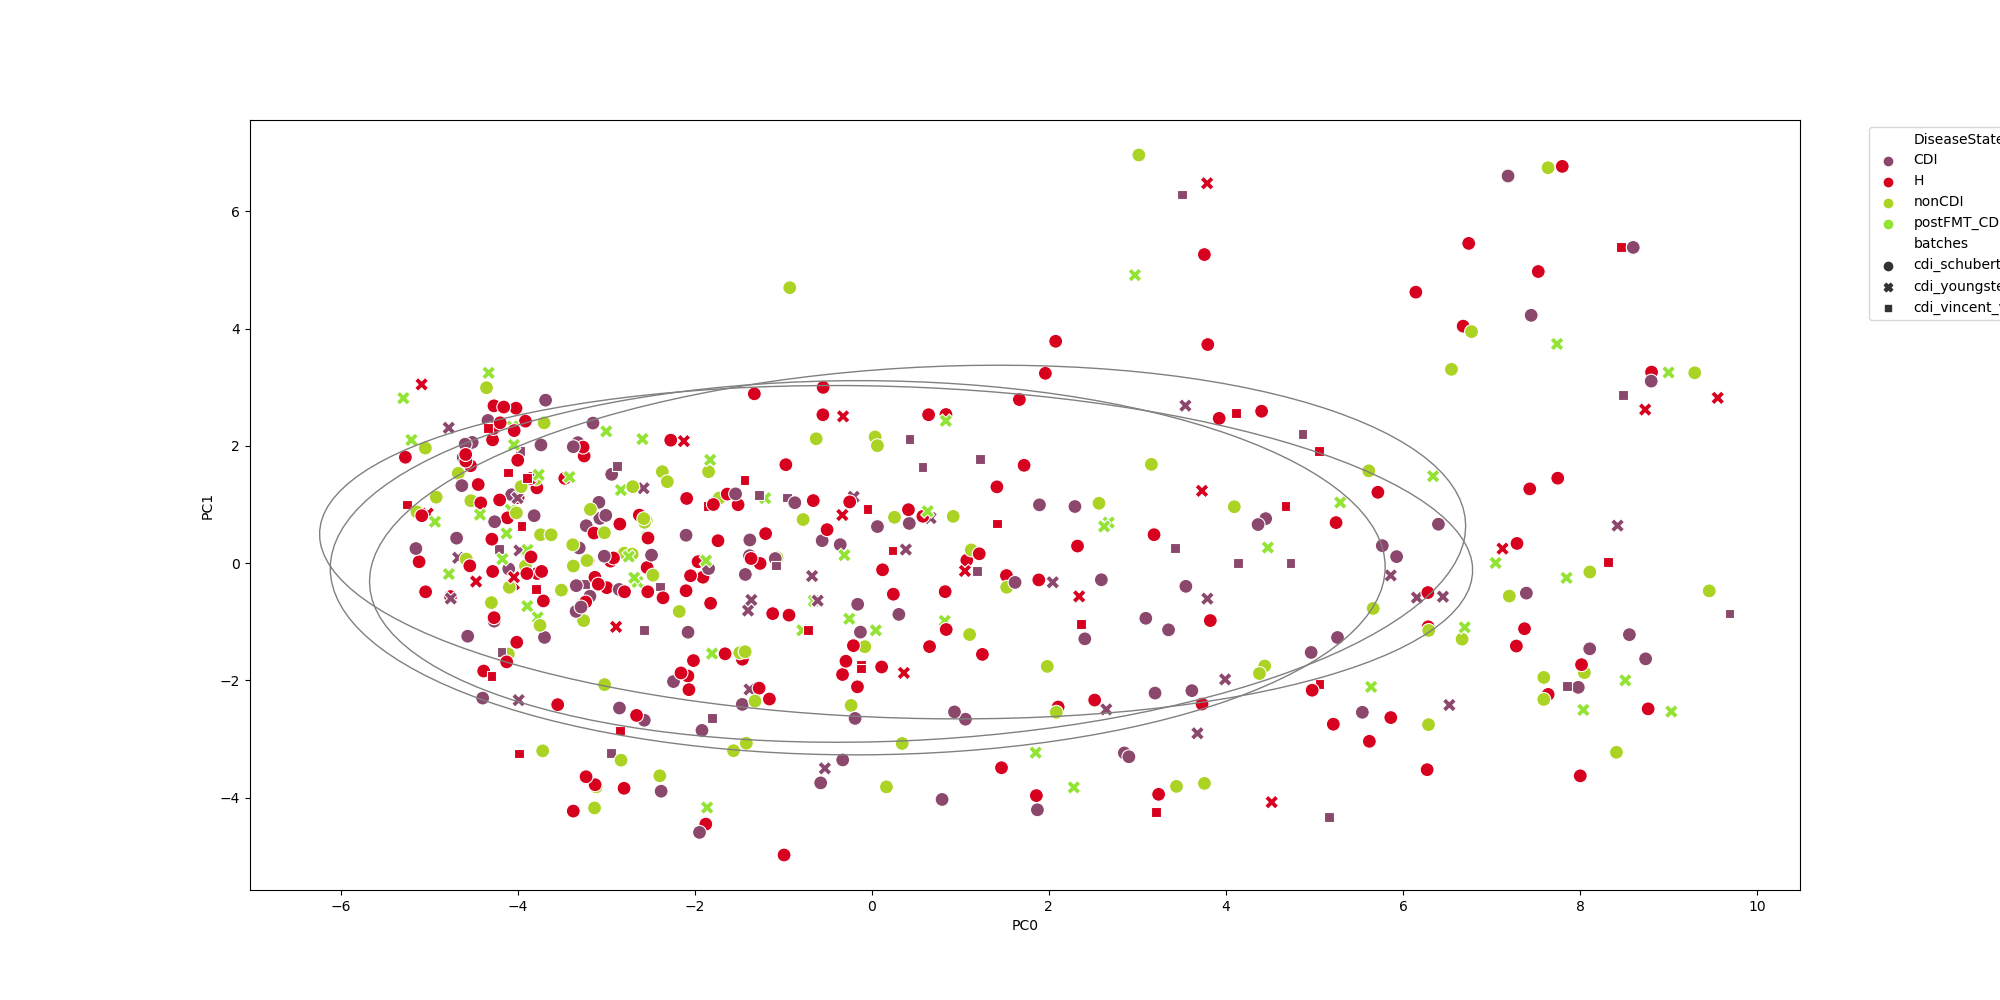 DiseaseState
CDI
H
nonCDI
postFMT_CD
batches
cdi_schubert
cdi_youngste
cdi_vincent_
6
4
2
0
−2
−4
PC1
−6
−4
−2
0
2
4
6
8
10
PC0